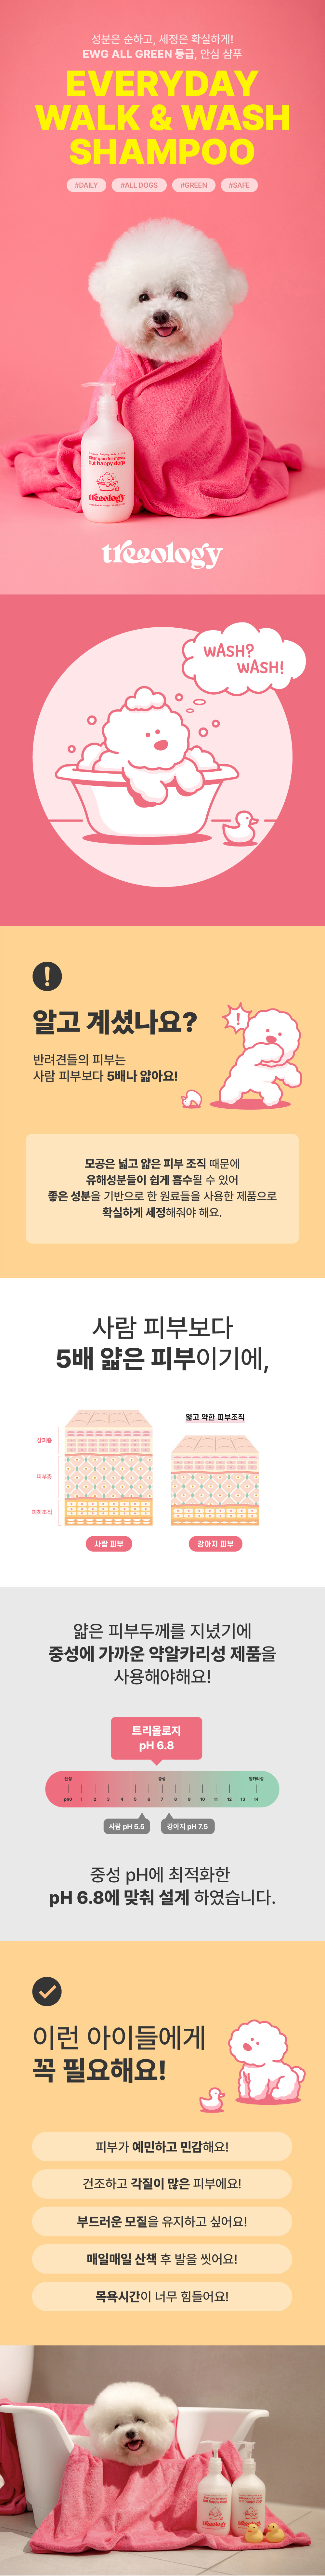 성분은 순하고, 세정은 확실하게!
EWG ALL GREEN 등급, 안심 샴푸
EVERYDAY
WALK & WASH
SHAMPOO
#DAILY #ALL DOGS #GREEN #SAFE
Shampoo for messy
but happy dogs
treeology
treeology
WASH?
WASH!
!
알고 계셨나요?
반려견들의 피부는
사람 피부보다 5배나 얇아요!
!
모공은 넓고 얇은 피부 조직 때문에
유해성분들이 쉽게 흡수될 수 있어
좋은 성분을 기반으로 한 원료들을 사용한 제품으로
확실하게 세정해줘야 해요.
사람 피부보다
5배 얇은 피부이기에,
얇고 약한 피부조직
상피층
피부층
피하조직
사람 피부 강아지 피부
얇은 피부두께를 지녔기에
중성에 가까운 약알카리성 제품을
사용해야해요!
트리올로지
pH 6.8
산성 중성 알카리성
pH0 1 2 3 4 5 6 7 8 9 10 11 12 13 14
사람 pH 5.5 강아지 pH 7.5
중성 pH에 최적화한
pH 6.8에 맞춰 설계 하였습니다.
이런 아이들에게
꼭 필요해요!
피부가 예민하고 민감해요!
건조하고 각질이 많은 피부에요!
부드러운 모질을 유지하고 싶어요!
매일매일 산책 후 발을 씻어요!
목욕시간이 너무 힘들어요!
treeology
treeology